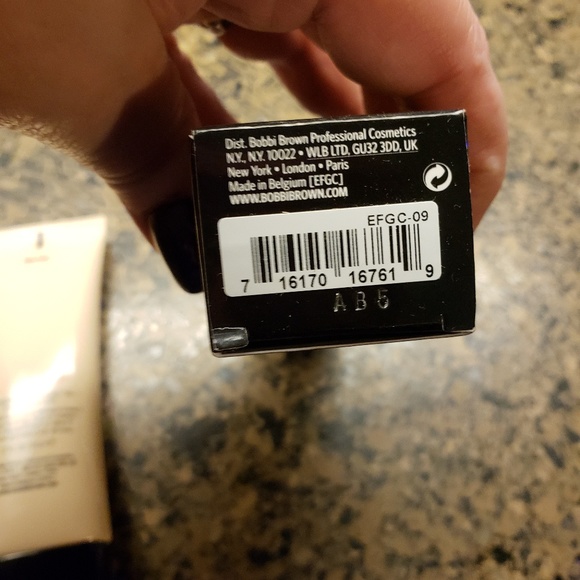 Dist. Bobbi Brown Professional Cosmetics
N.Y., N.Y. 10022 • WLB LTD. GU32 3DD, UK
New York • London • Paris
Made in Belgium [EFGC]
WWW.BOBBIBROWN.COM
EFGC-09
7 16170 16761 9
AB5